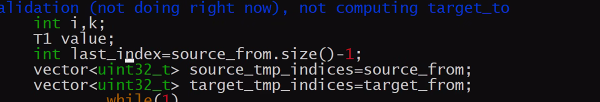 alidation (not doing right now), not computing target_to
int i,k;
T1 value;
int last_index=source_from.size()-1;
vector<uint32_t> source_tmp_indices=source_from;
vector<uint32_t> target_tmp_indices=target_from;
while(1)